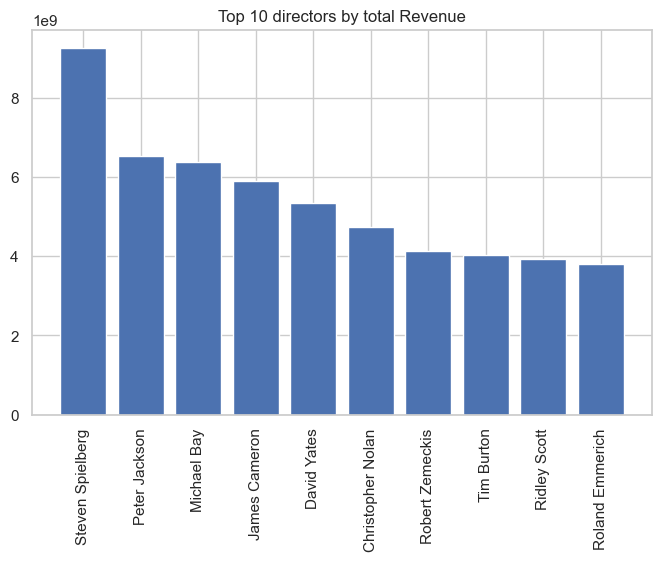 Top 10 directors by total Revenue
1e9
8
6
4
2
0
Steven Spielberg
Peter Jackson
Michael Bay
James Cameron
David Yates
Christopher Nolan
Robert Zemeckis
Tim Burton
Ridley Scott
Roland Emmerich